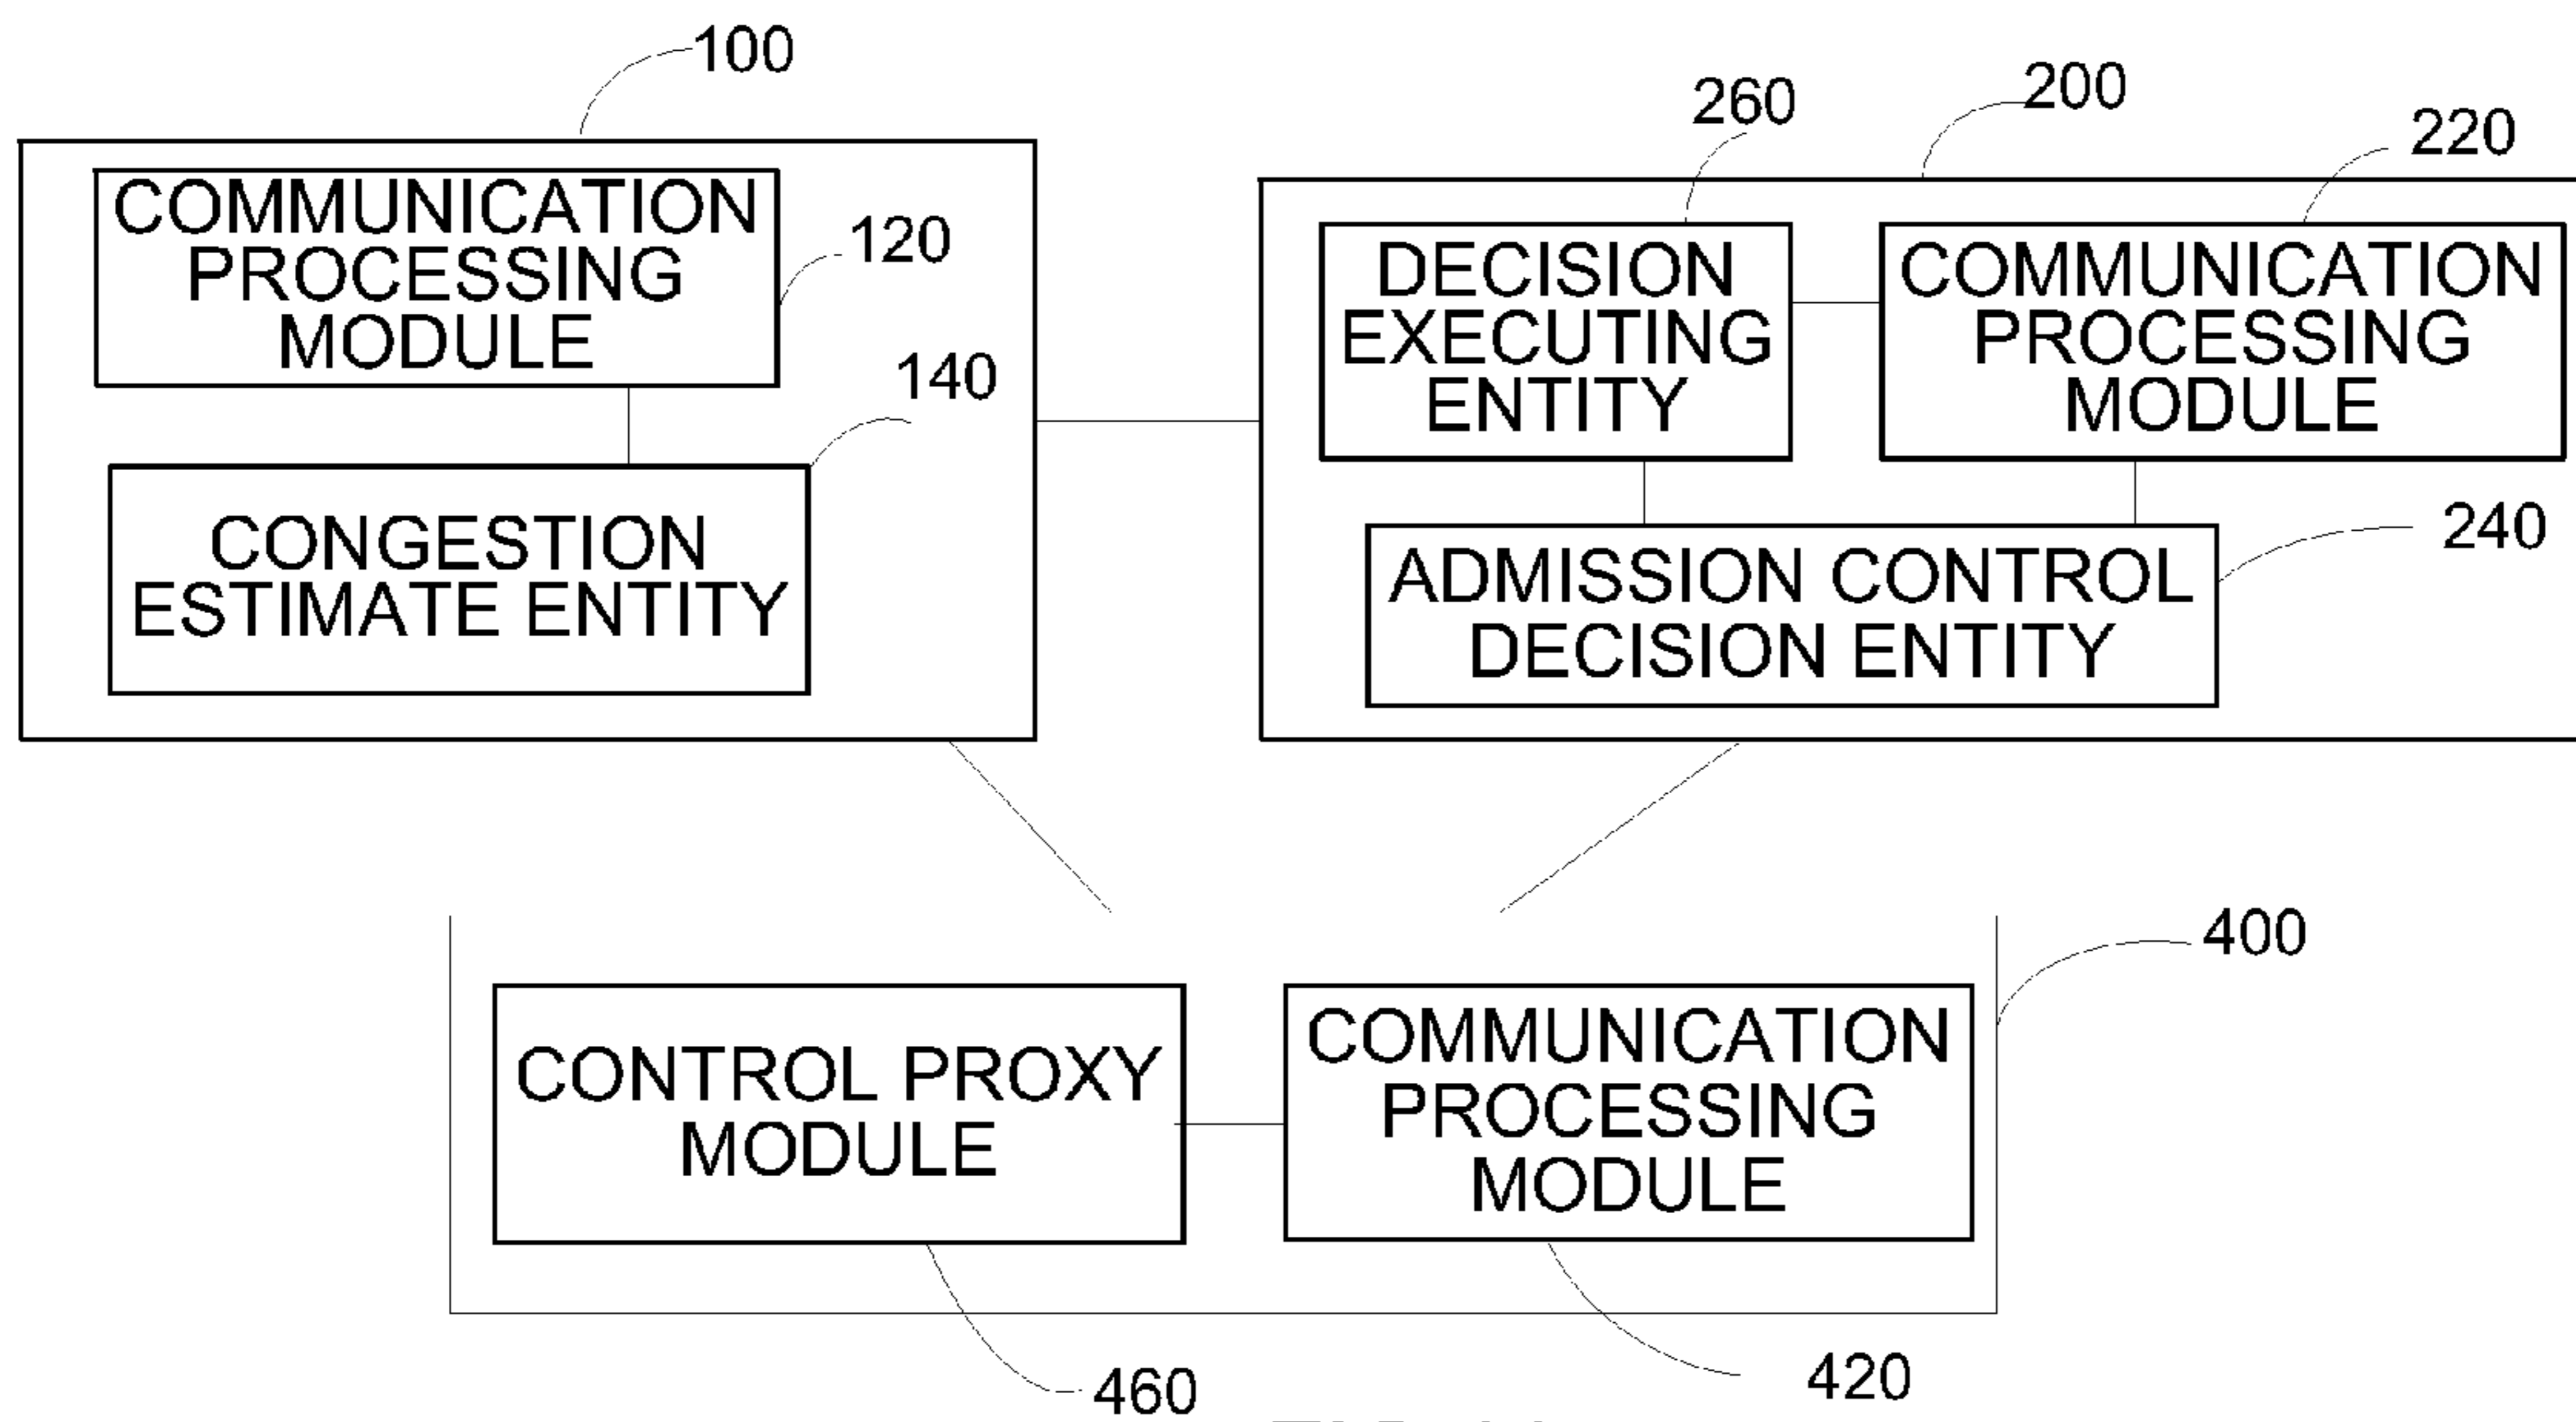 100
260
200
220
COMMUNICATION
PROCESSING
MODULE
120
140
DECISION
EXECUTING
ENTITY
COMMUNICATION
PROCESSING
MODULE
240
CONGESTION
ESTIMATE ENTITY
ADMISSION CONTROL
DECISION ENTITY
400
CONTROL PROXY
MODULE
COMMUNICATION
PROCESSING
MODULE
460
420